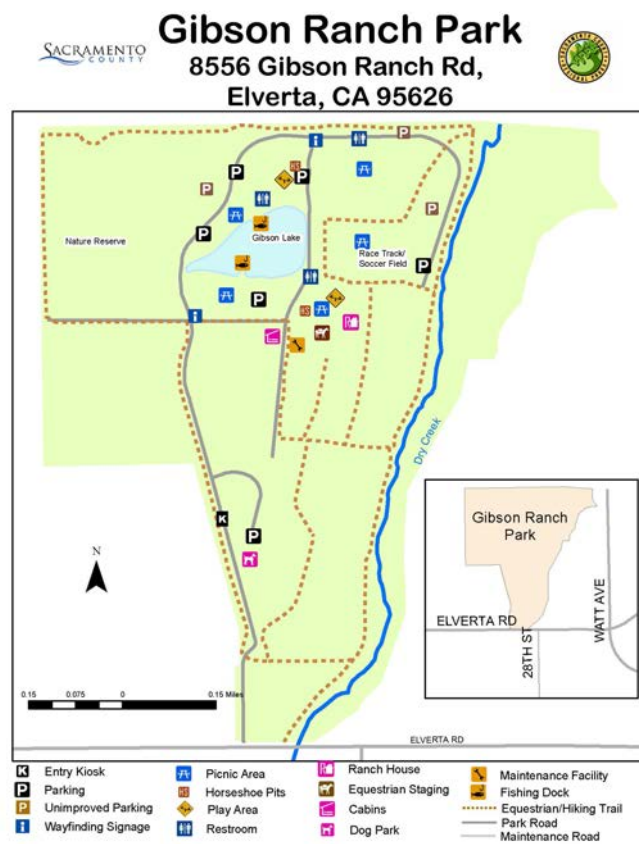 SACRAMENTO
COUNTY
Gibson Ranch Park
8556 Gibson Ranch Rd,
Elverta, CA 95626
Nature Reserve
Gibson Lake
Race Track/
Soccer Field
Dry Creek
N
0.15 0.075 0 0.15 Miles
Gibson Ranch
Park
ELVERTA RD
28TH ST.
WATT AVE
ELVERTA RD
K Entry Kiosk
P Parking
P Unimproved Parking
i Wayfinding Signage
Picnic Area
HS Horseshoe Pits
Play Area
Restroom
Ranch House
Equestrian Staging
Cabins
Dog Park
Maintenance Facility
Fishing Dock
Equestrian/Hiking Trail
Park Road
Maintenance Road